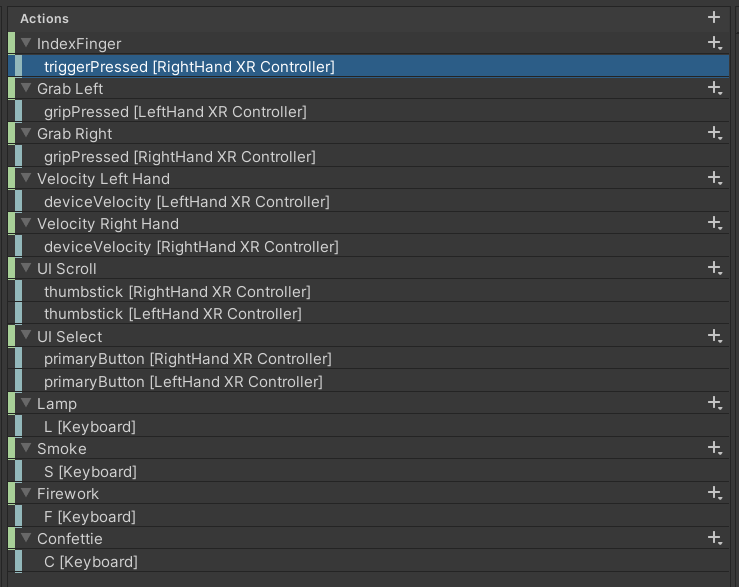 Actions
IndexFinger
triggerPressed [RightHand XR Controller]
Grab Left
gripPressed [LeftHand XR Controller]
Grab Right
gripPressed [RightHand XR Controller]
Velocity Left Hand
deviceVelocity [LeftHand XR Controller]
Velocity Right Hand
deviceVelocity [RightHand XR Controller]
UI Scroll
thumbstick [RightHand XR Controller]
thumbstick [LeftHand XR Controller]
UI Select
primaryButton [RightHand XR Controller]
primaryButton [LeftHand XR Controller]
Lamp
L [Keyboard]
Smoke
S [Keyboard]
Firework
F [Keyboard]
Confettie
C [Keyboard]